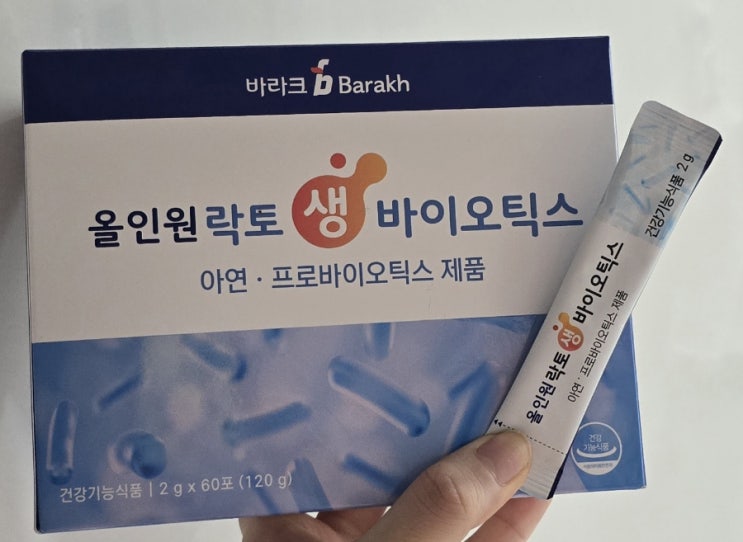 바라크 Barakh
올인원 락토 생 바이오틱스
아연 · 프로바이오틱스 제품
건강기능식품 | 2 g x 60포 (120 g)
올인원 락토 생 바이오틱스
아연 · 프로바이오틱스 제품
건강기능식품 2 g
건강
기능식품